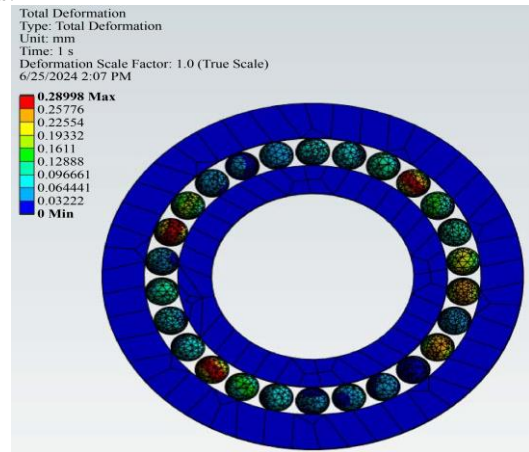 Total Deformation
Type: Total Deformation
Unit: mm
Time: 1 s
Deformation Scale Factor: 1.0 (True Scale)
6/25/2024 2:07 PM
0.28998 Max
0.25776
0.22554
0.19332
0.1611
0.12888
0.096661
0.064441
0.03222
0 Min